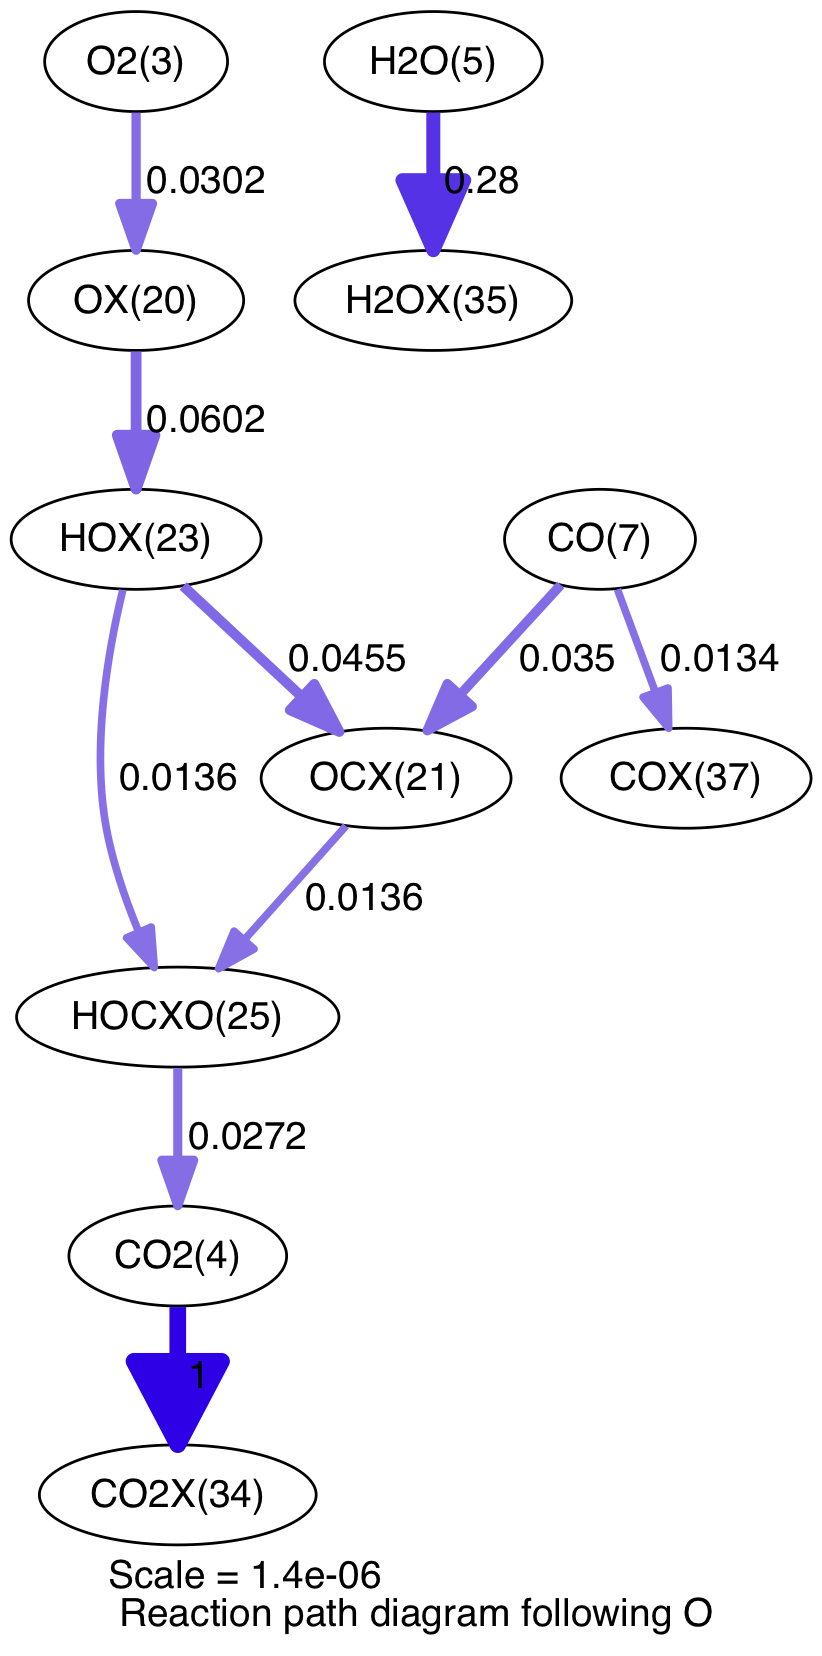 O2(3)
H2O(5)
0.0302
0.28
OX(20)
H2OX(35)
0.0602
HOX(23)
CO(7)
0.0455
0.035
0.0134
0.0136
OCX(21)
COX(37)
0.0136
HOCXO(25)
0.0272
CO2(4)
1
CO2X(34)
Scale = 1.4e-06
Reaction path diagram following O